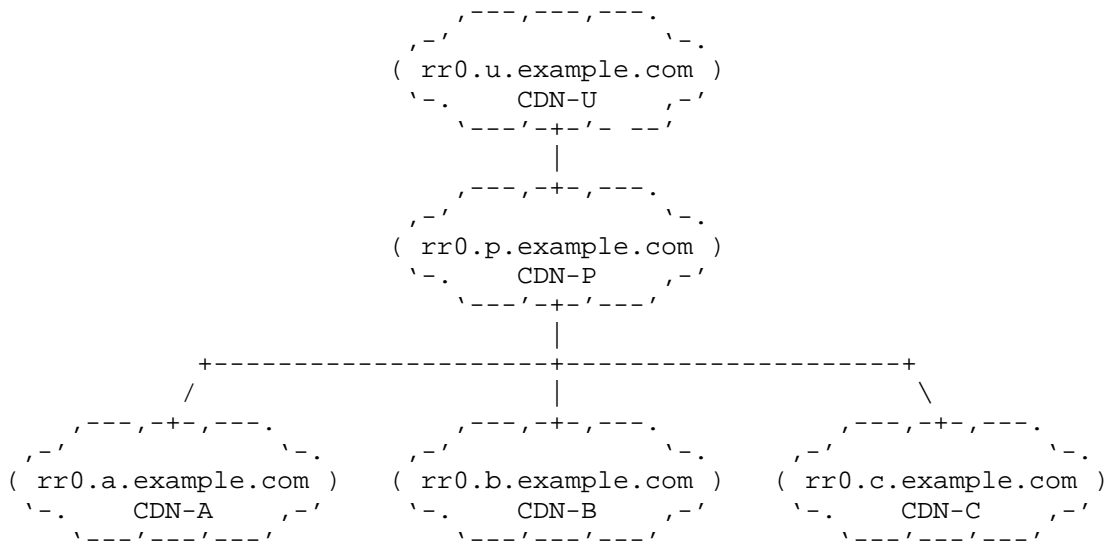 ( rr0.u.example.com )
CDN-U
( rr0.p.example.com )
CDN-P
( rr0.a.example.com ) ( rr0.b.example.com ) ( rr0.c.example.com )
CDN-A CDN-B CDN-C